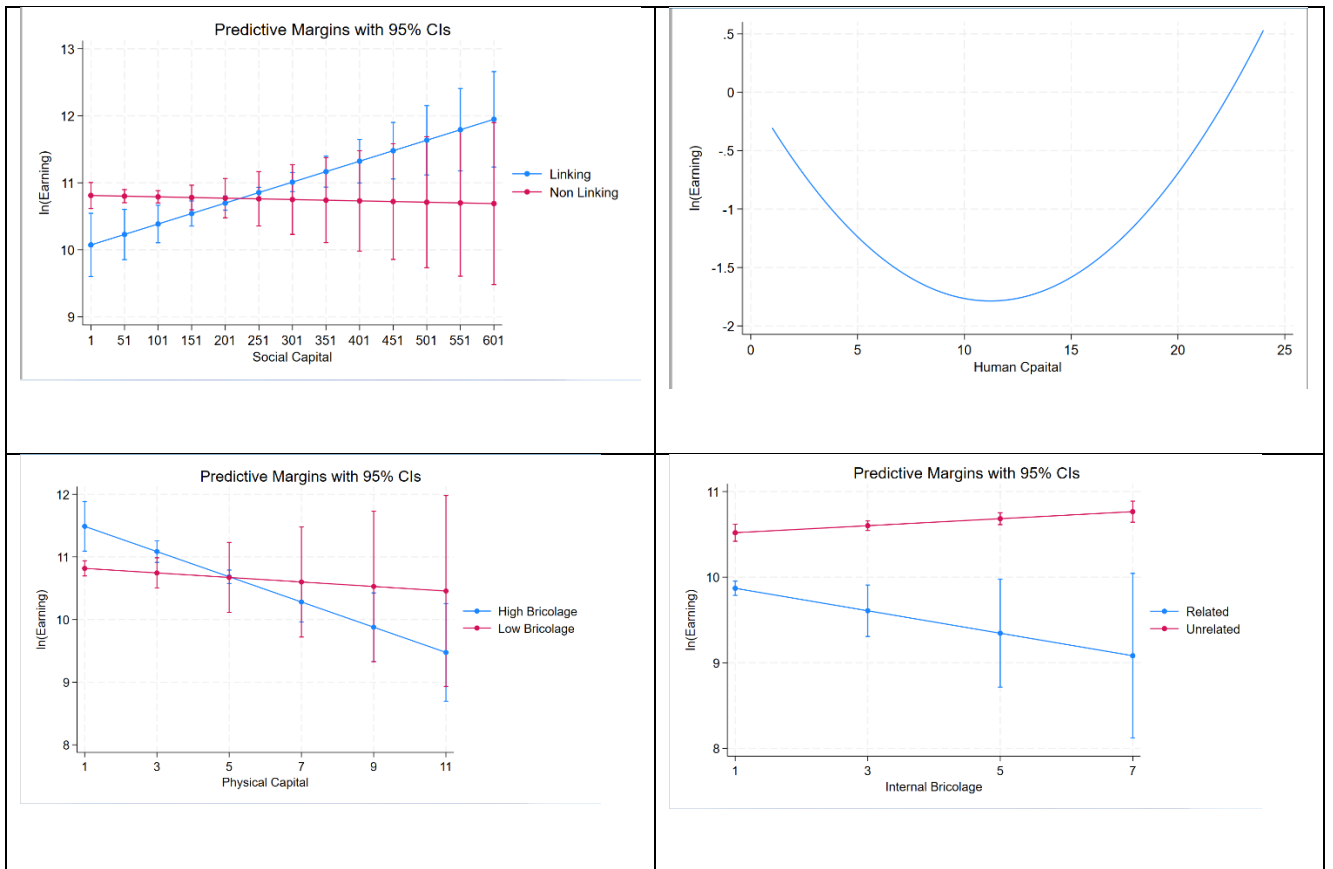 Predictive Margins with 95% CIs
13
12
11
10
9
ln(Earning)
1 51 101 151 201 251 301 351 401 451 501 551 601
Social Capital
Linking
Non Linking
.5
0
-.5
-1
-1.5
-2
ln(Earning)
0 5 10 15 20 25
Human Cpaital
Predictive Margins with 95% CIs
12
11
10
9
8
ln(Earning)
1 3 5 7 9 11
Physical Capital
High Bricolage
Low Bricolage
Predictive Margins with 95% CIs
11
10
9
8
ln(Earning)
1 3 5 7
Internal Bricolage
Related
Unrelated